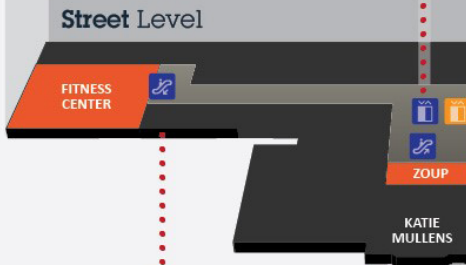 Street Level
FITNESS
CENTER
ZOUP
KATIE
MULLENS